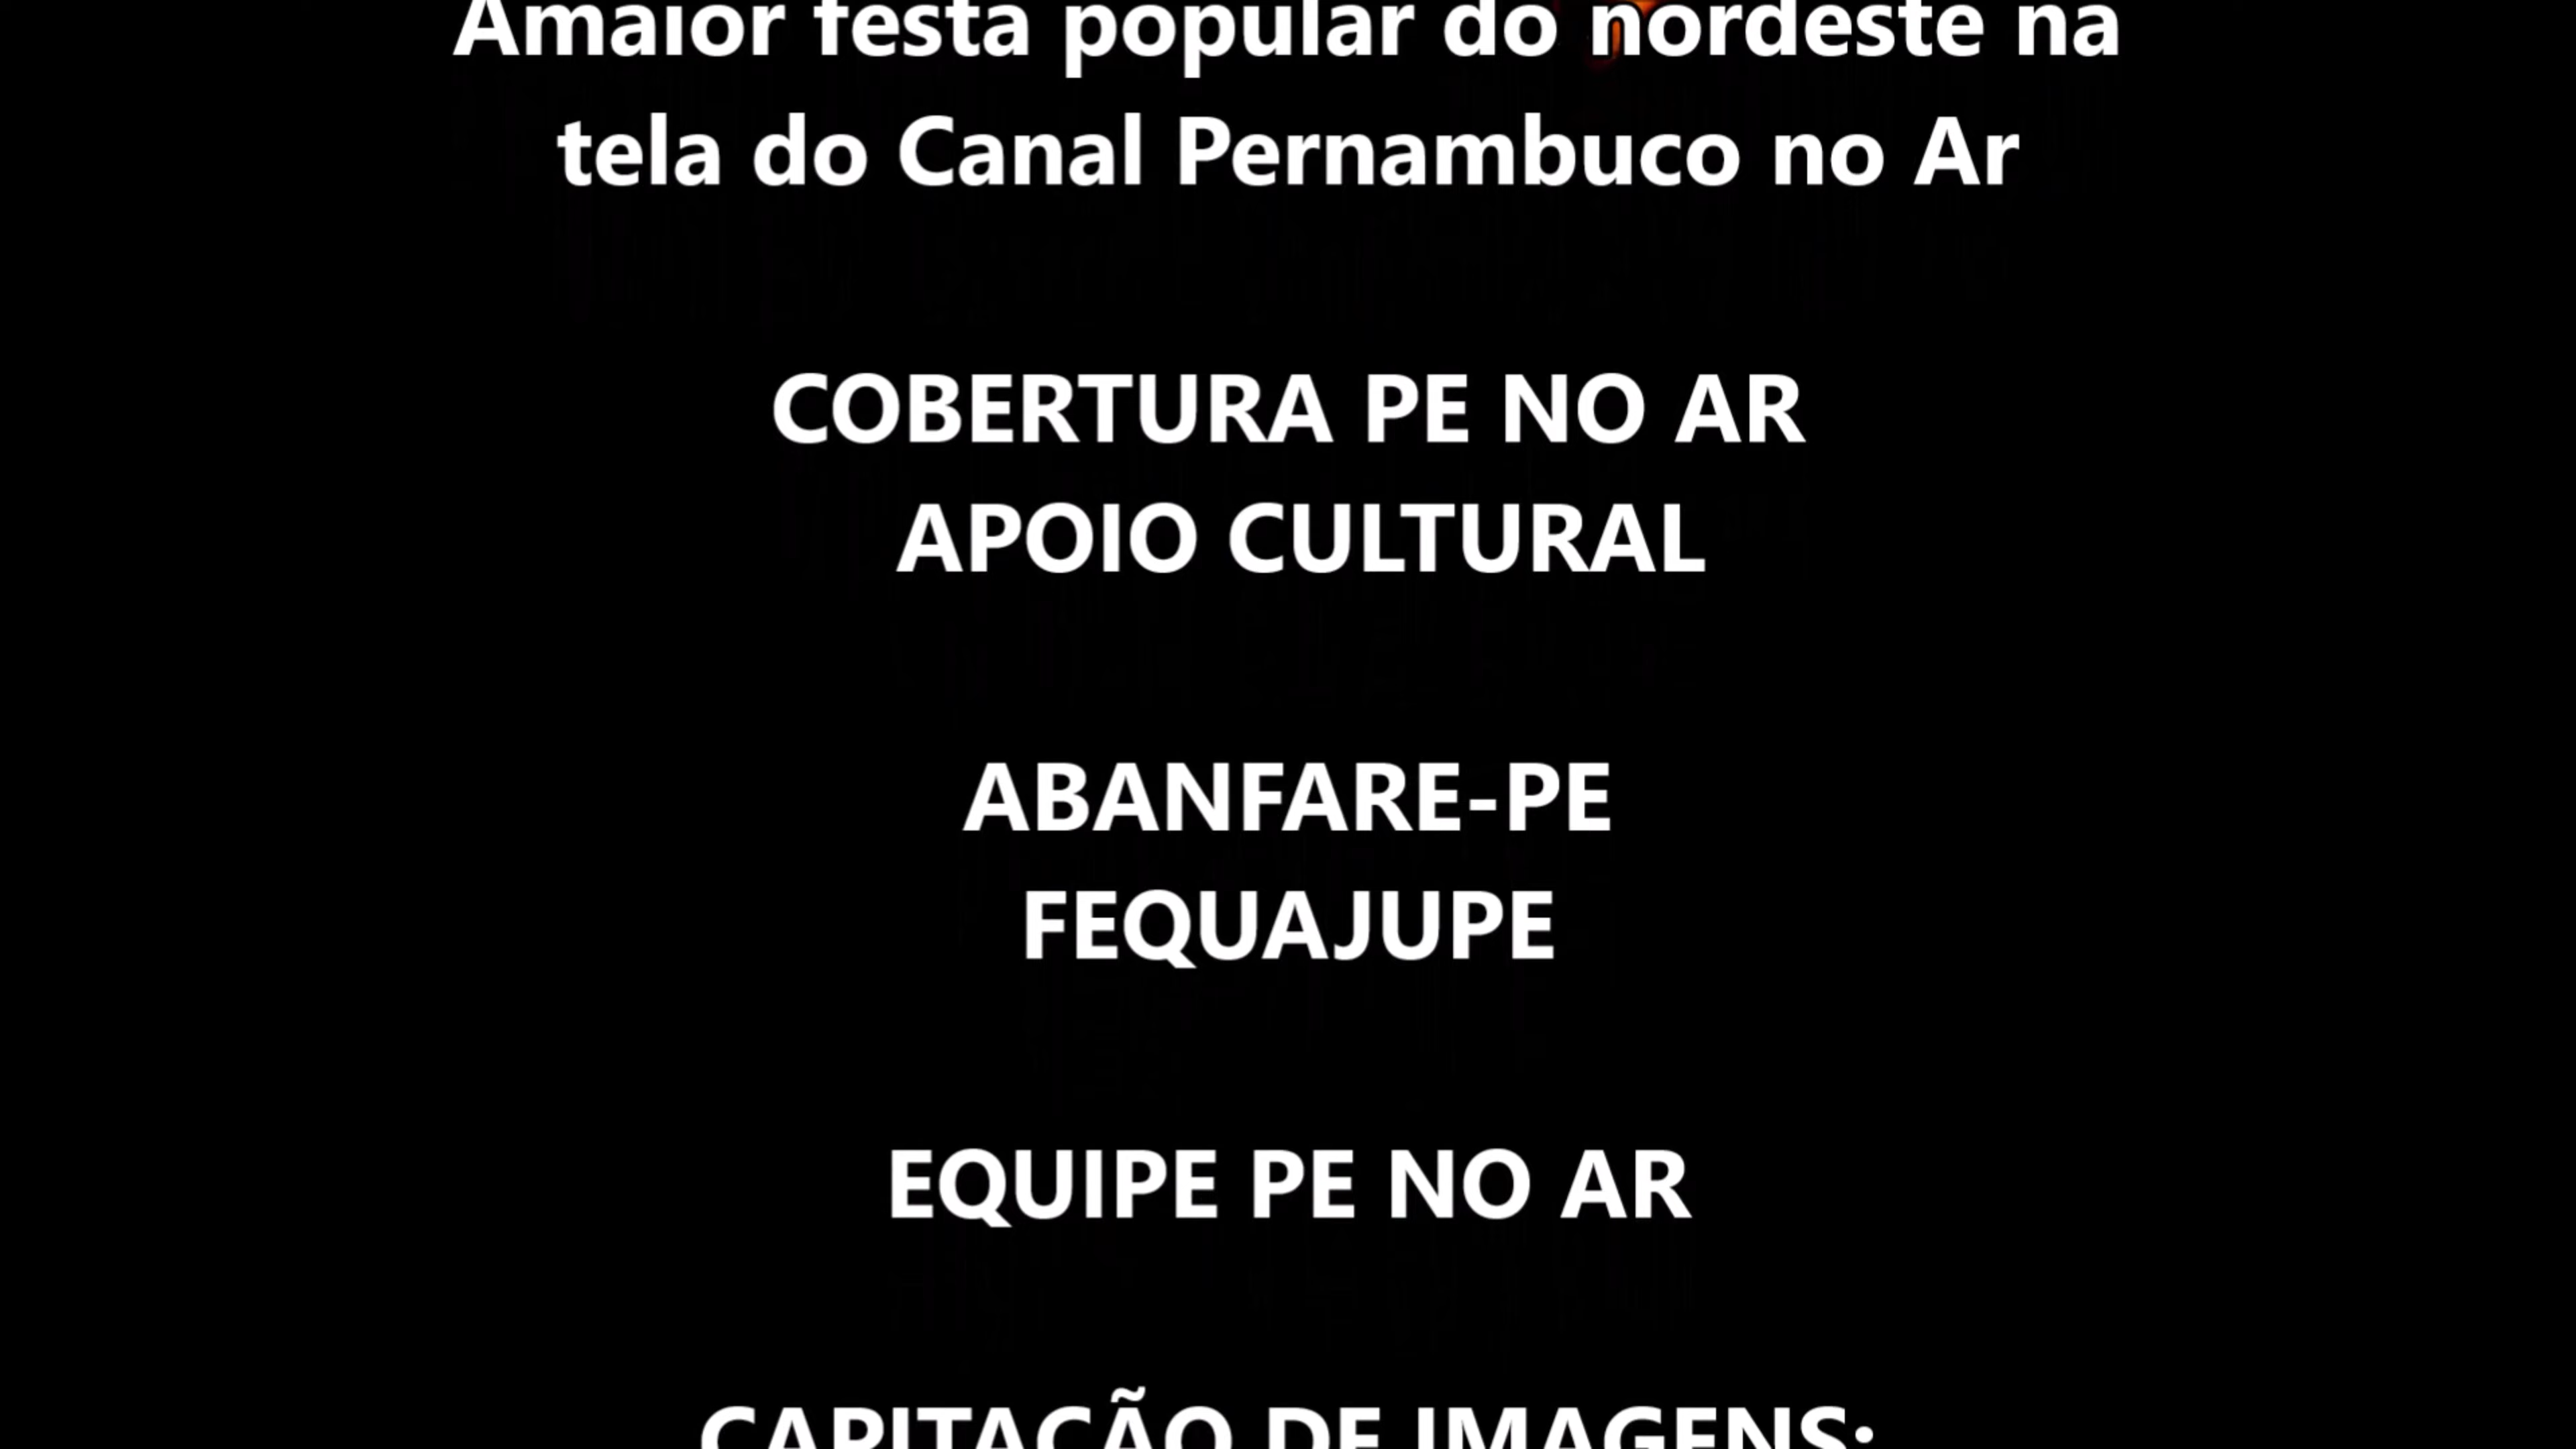 Amaior festa popular do nordeste na
tela do Canal Pernambuco no Ar
COBERTURA PE NO AR
APOIO CULTURAL
ABANFARE-PE
FEQUAJUPE
EQUIPE PE NO AR
CAPITAÇÃO DE IMAGENS: